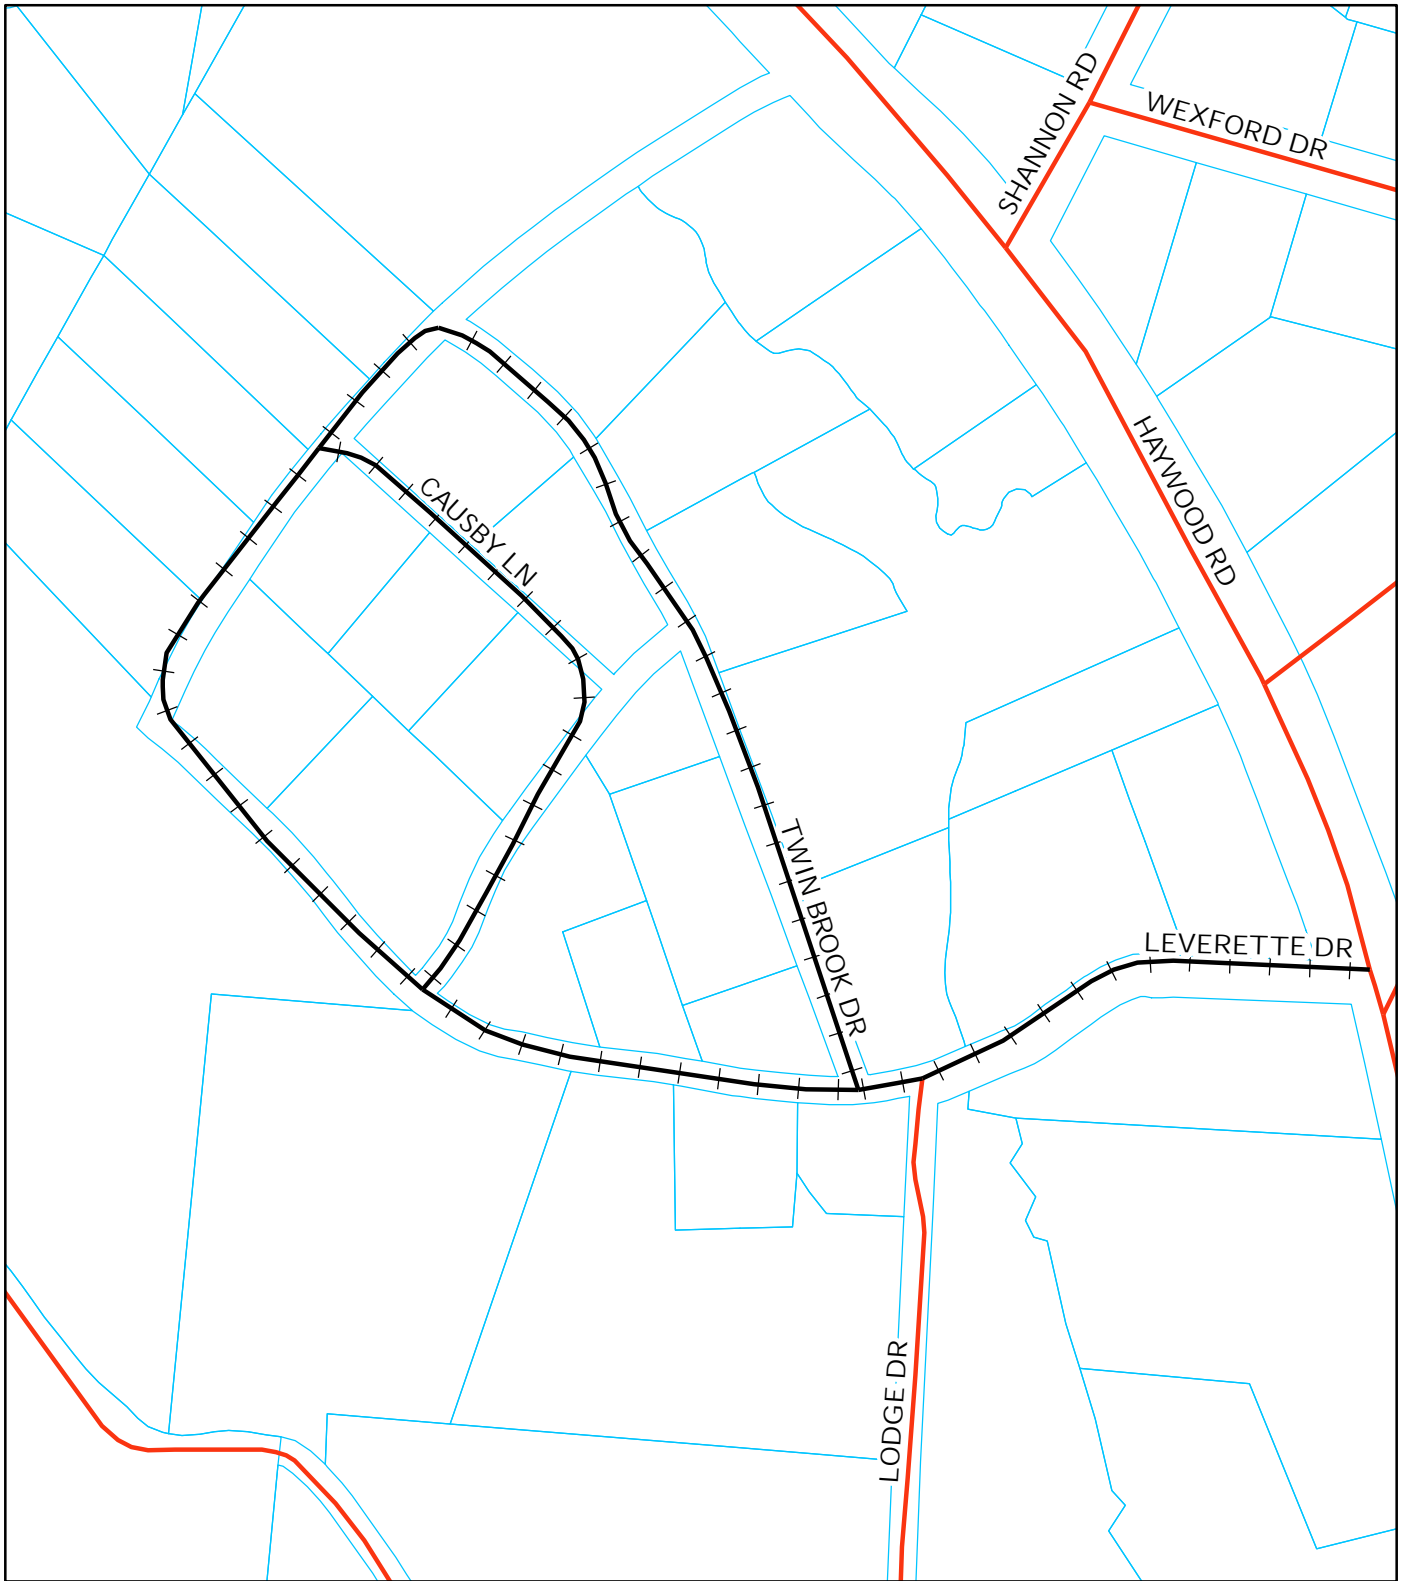 SHANNON RD
WEXFORD DR
HAYWOOD RD
CAUSBY LN
TWIN BROOK DR
LEVERETTE DR
LODGE DR